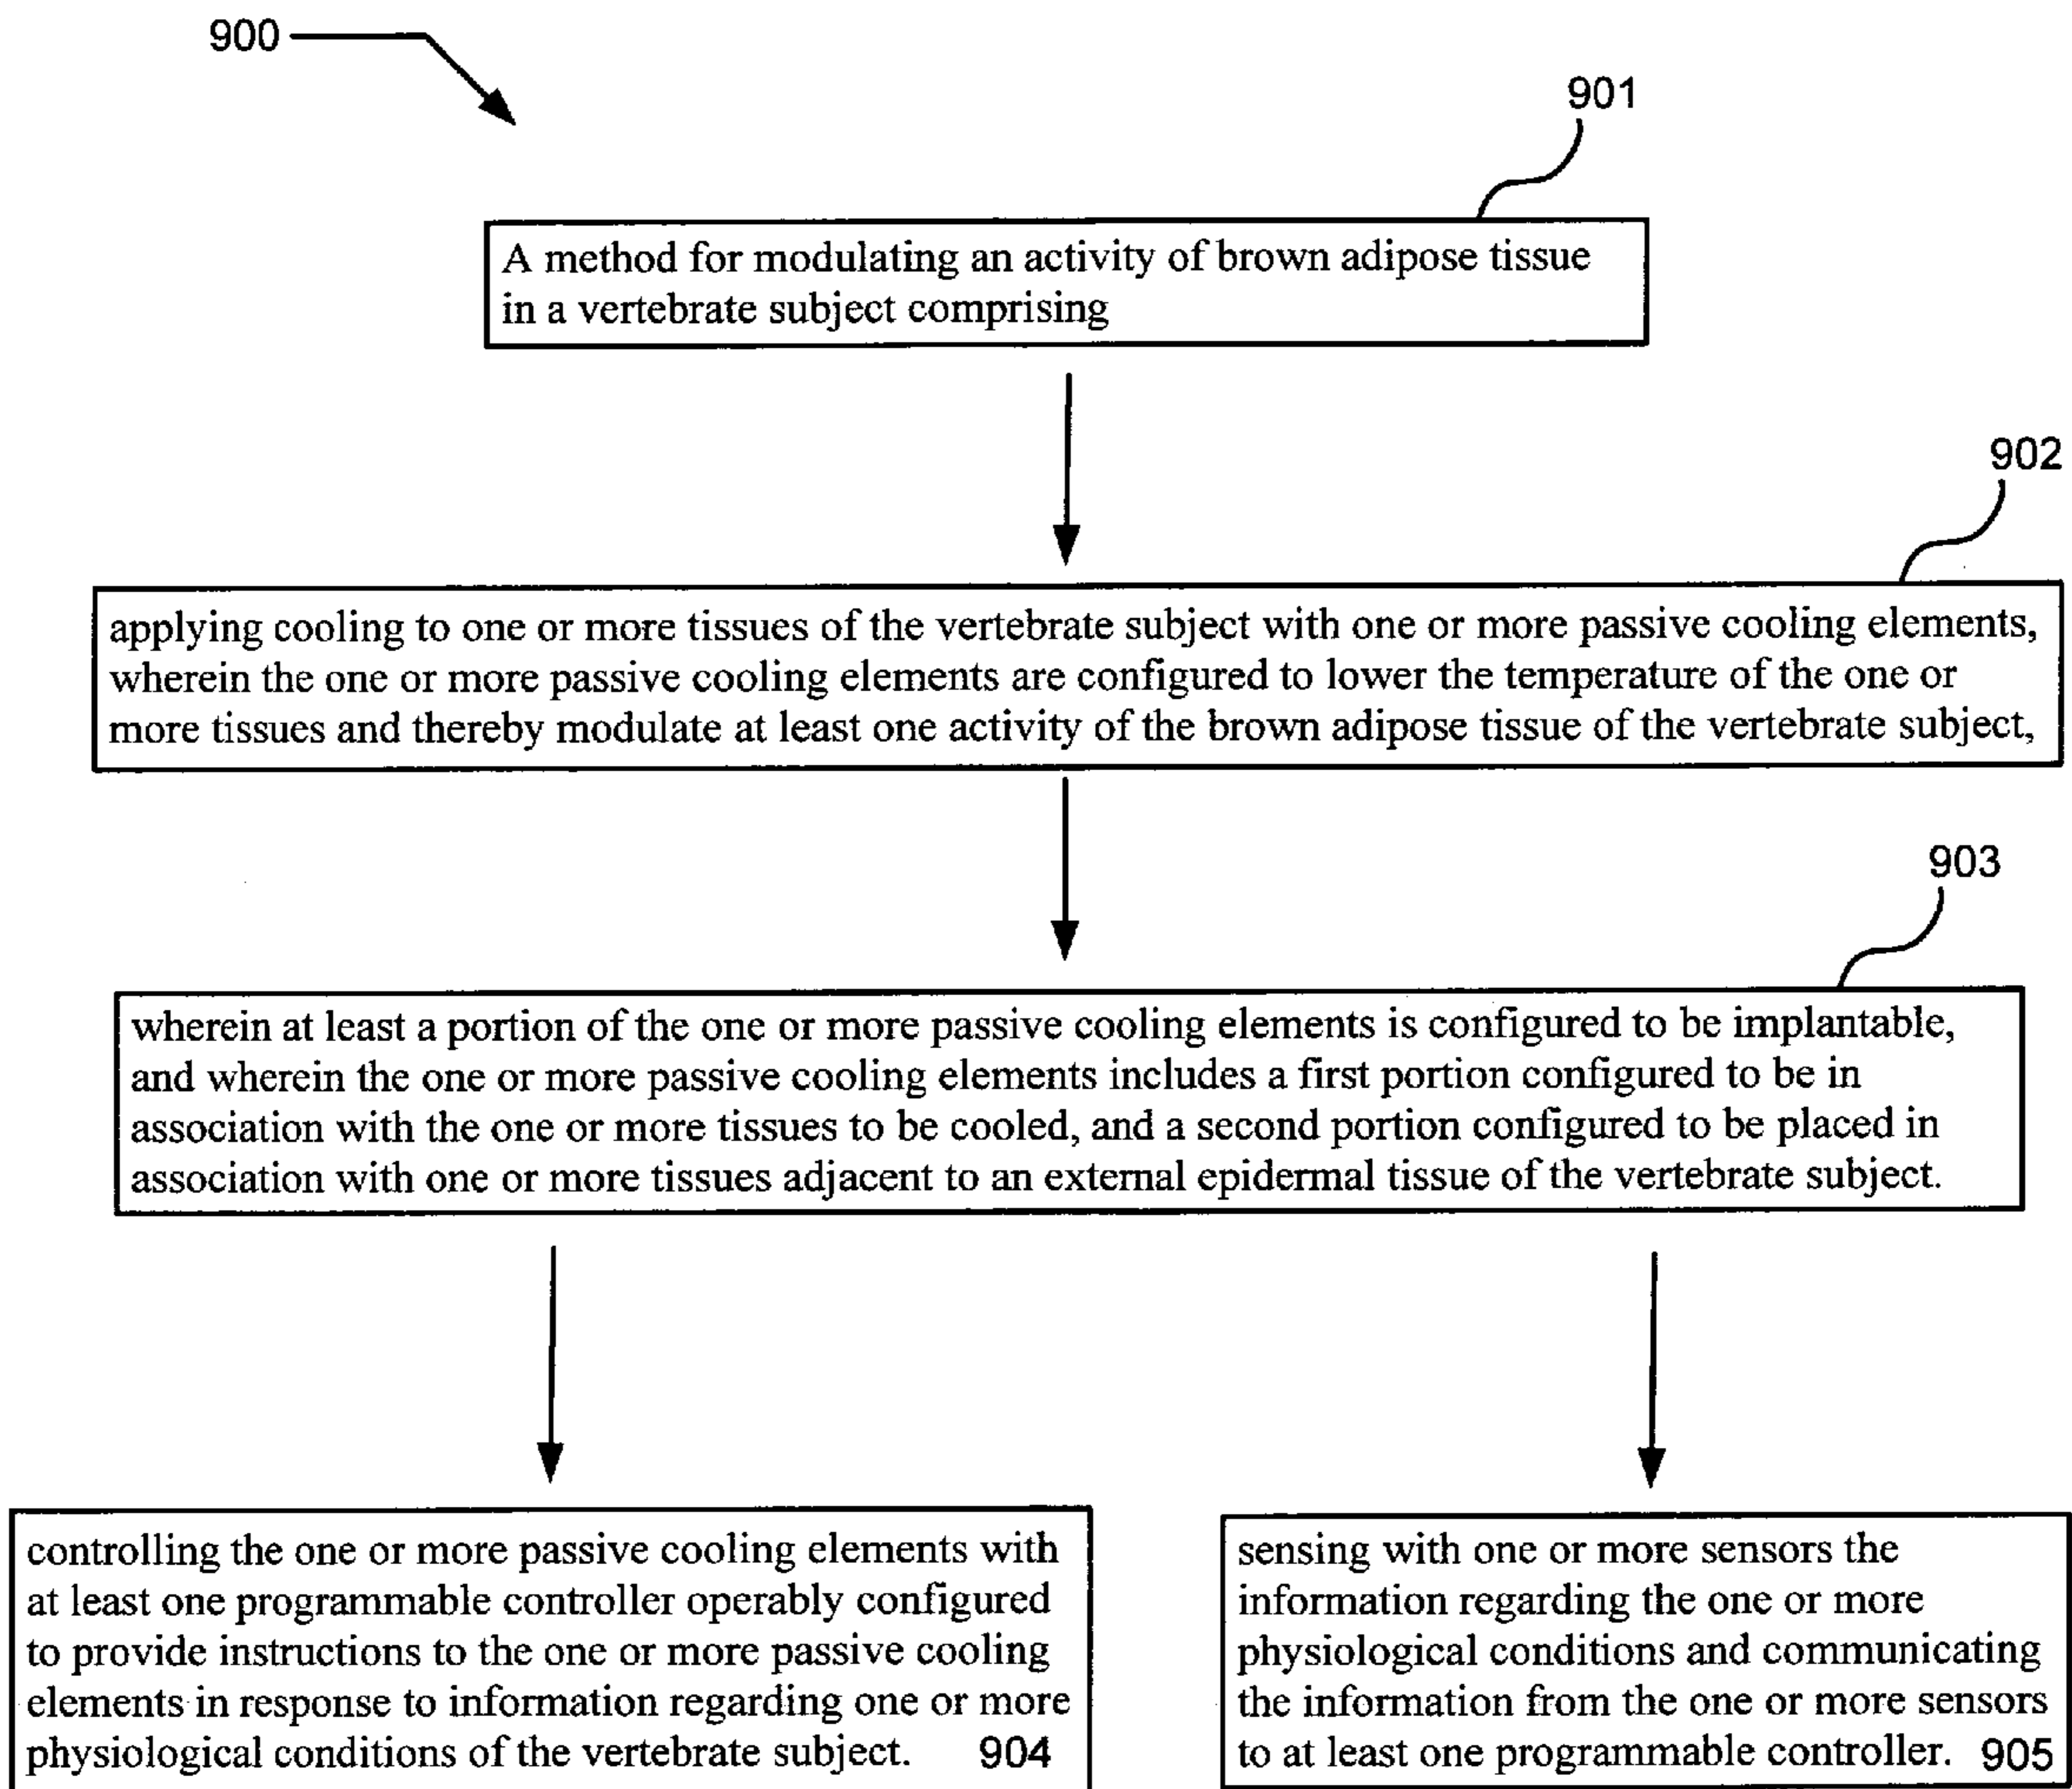 900
901
A method for modulating an activity of brown adipose tissue
in a vertebrate subject comprising
902
applying cooling to one or more tissues of the vertebrate subject with one or more passive cooling elements,
wherein the one or more passive cooling elements are configured to lower the temperature of the one or
more tissues and thereby modulate at least one activity of the brown adipose tissue of the vertebrate subject,
903
wherein at least a portion of the one or more passive cooling elements is configured to be implantable,
and wherein the one or more passive cooling elements includes a first portion configured to be in
association with the one or more tissues to be cooled, and a second portion configured to be placed in
association with one or more tissues adjacent to an external epidermal tissue of the vertebrate subject.
controlling the one or more passive cooling elements with
at least one programmable controller operably configured
to provide instructions to the one or more passive cooling
elements in response to information regarding one or more
physiological conditions of the vertebrate subject. 904
sensing with one or more sensors the
information regarding the one or more
physiological conditions and communicating
the information from the one or more sensors
to at least one programmable controller. 905